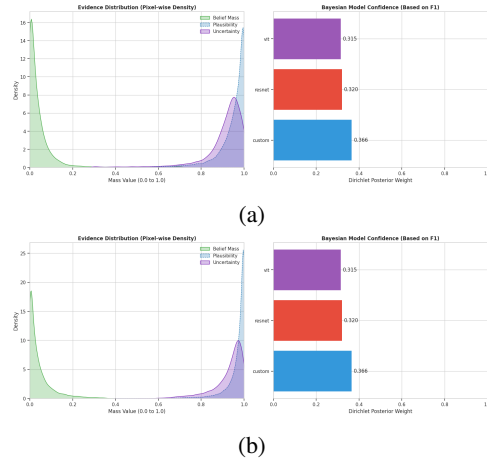 Evidence Distribution (Pixel-wise Density)
Belief Mass
Plausibility
Uncertainty
Density
16
14
12
10
8
6
4
2
0
0.0 0.2 0.4 0.6 0.8 1.0
Mass Value (0.0 to 1.0)
Bayesian Model Confidence (Based on F1)
vit
resnet
custom
0.315
0.320
0.366
0.0 0.2 0.4 0.6 0.8 1.0
Dirichlet Posterior Weight
(a)
Evidence Distribution (Pixel-wise Density)
Belief Mass
Plausibility
Uncertainty
Density
25
20
15
10
5
0
0.0 0.2 0.4 0.6 0.8 1.0
Mass Value (0.0 to 1.0)
Bayesian Model Confidence (Based on F1)
vit
resnet
custom
0.315
0.320
0.366
0.0 0.2 0.4 0.6 0.8
Dirichlet Posterior Weight
(b)